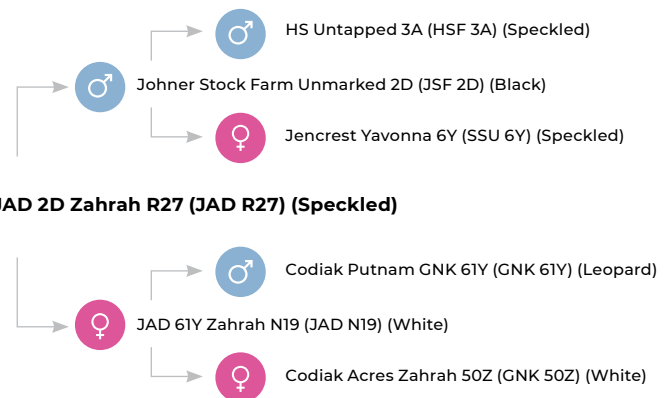 HS Untapped 3A (HSF 3A) (Speckled)
Johner Stock Farm Unmarked 2D (JSF 2D) (Black)
Jencrest Yavonna 6Y (SSU 6Y) (Speckled)
JAD 2D Zahrah R27 (JAD R27) (Speckled)
Codiak Putnam GNK 61Y (GNK 61Y) (Leopard)
JAD 61Y Zahrah N19 (JAD N19) (White)
Codiak Acres Zahrah 50Z (GNK 50Z) (White)